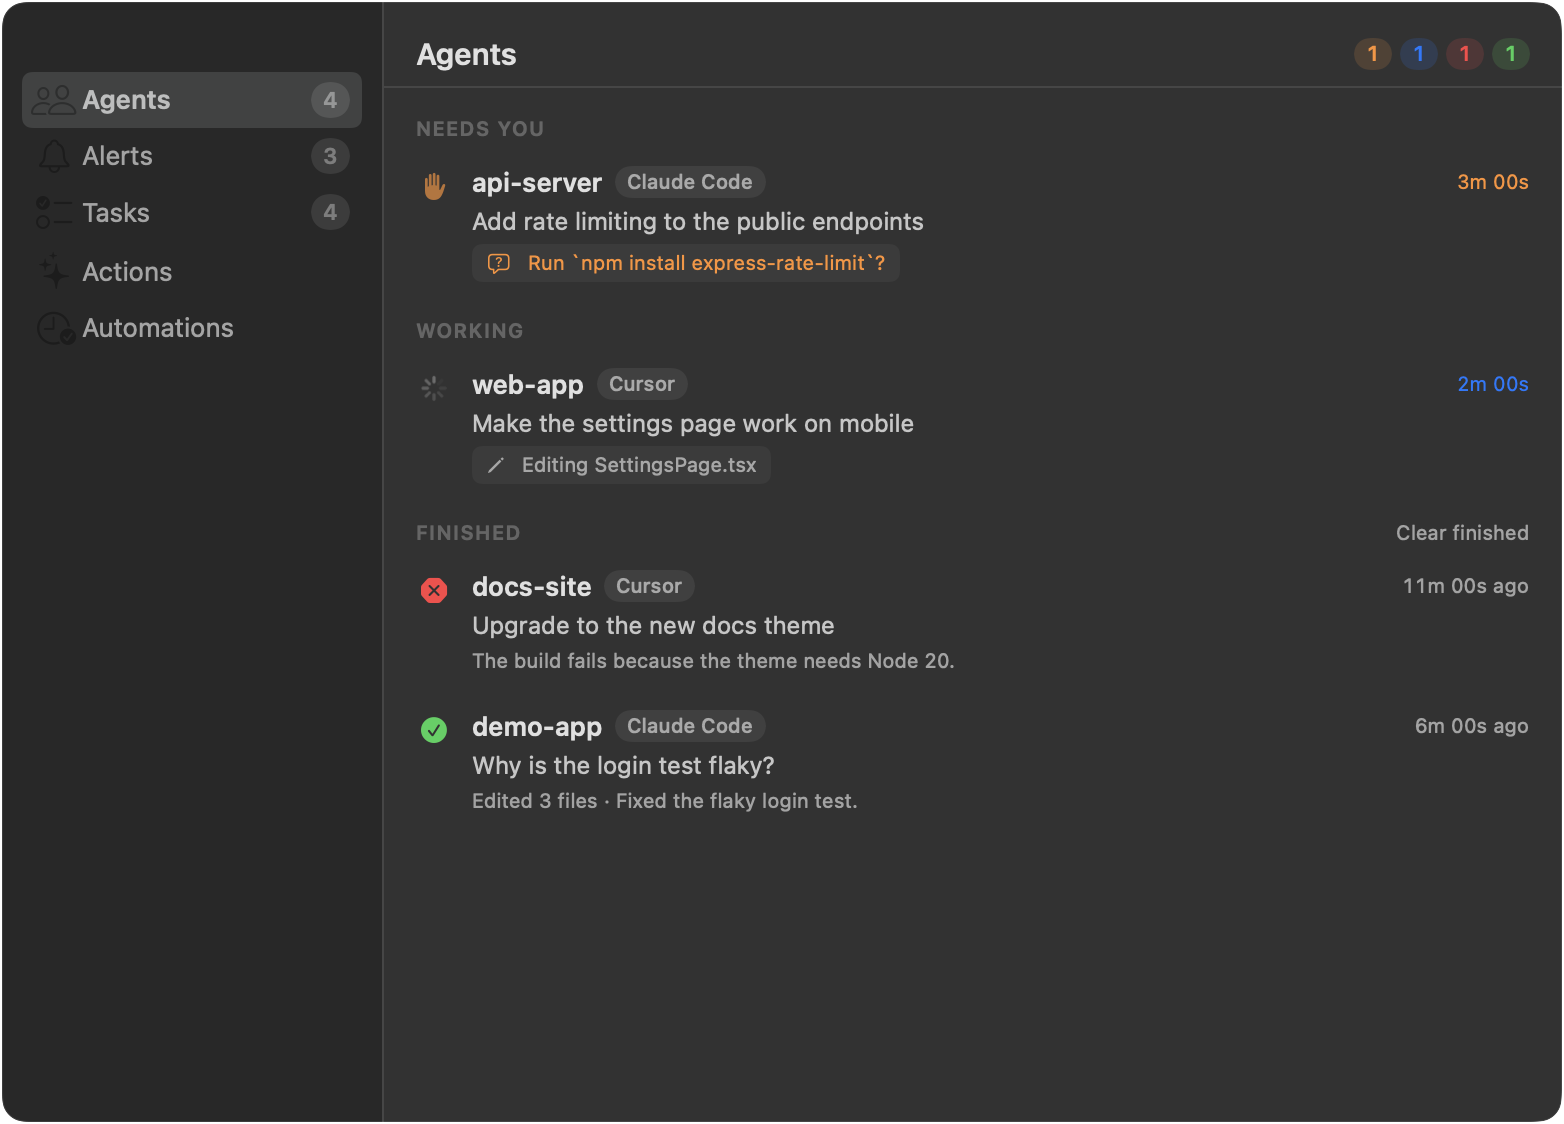 Agents 4
Alerts 3
Tasks 4
Actions
Automations
Agents
1 1 1 1
NEEDS YOU
api-server Claude Code 3m 00s
Add rate limiting to the public endpoints
Run `npm install express-rate-limit`?
WORKING
web-app Cursor 2m 00s
Make the settings page work on mobile
Editing SettingsPage.tsx
FINISHED Clear finished
docs-site Cursor 11m 00s ago
Upgrade to the new docs theme
The build fails because the theme needs Node 20.
demo-app Claude Code 6m 00s ago
Why is the login test flaky?
Edited 3 files · Fixed the flaky login test.